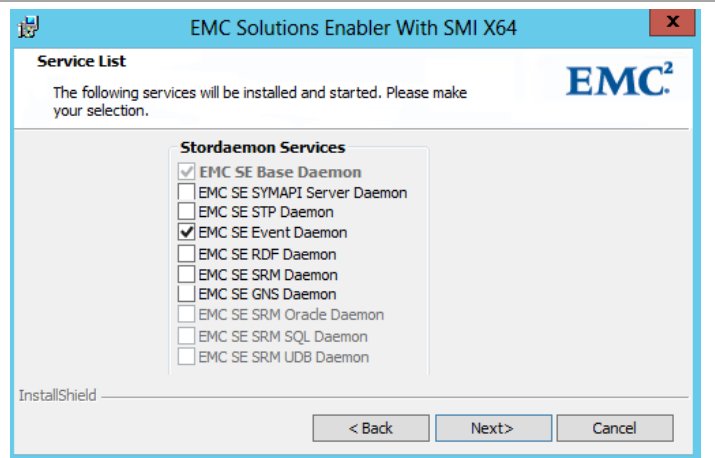 EMC Solutions Enabler With SMI X64
x
Service List
The following services will be installed and started. Please make
your selection.
EMC²
Stordaemon Services
EMC SE Base Daemon
EMC SE SYMAPI Server Daemon
EMC SE STP Daemon
EMC SE Event Daemon
EMC SE RDF Daemon
EMC SE SRM Daemon
EMC SE GNS Daemon
EMC SE SRM Oracle Daemon
EMC SE SRM SQL Daemon
EMC SE SRM UDB Daemon
InstallShield
< Back
Next>
Cancel